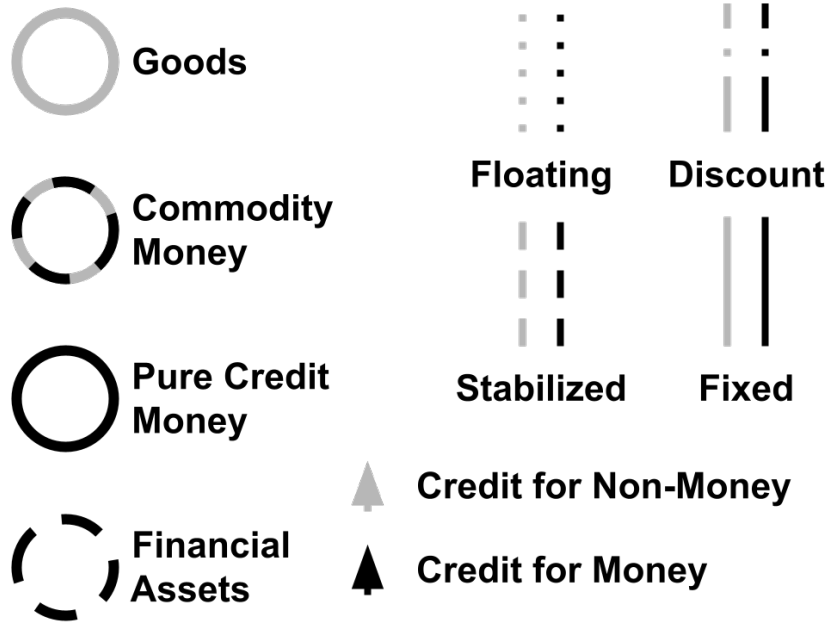 Goods
Commodity
Money
Pure Credit
Money
Financial
Assets
Floating
Discount
Stabilized
Fixed
Credit for Non-Money
Credit for Money